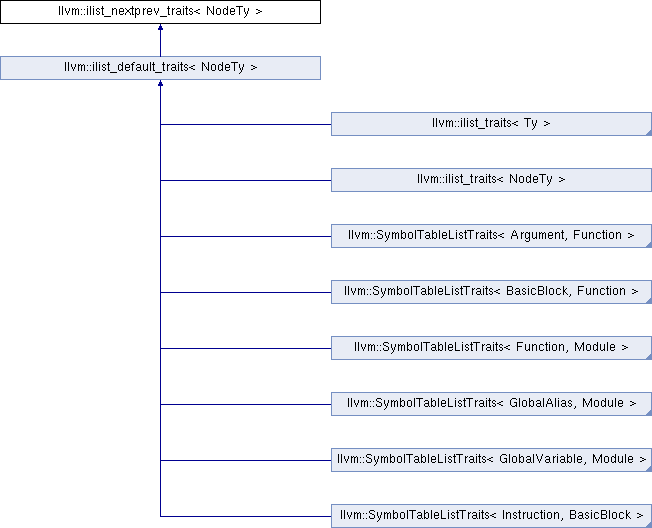 llvm::ilist_nextprev_traits< NodeTy >
llvm::ilist_default_traits< NodeTy >
llvm::ilist_traits< Ty >
llvm::ilist_traits< NodeTy >
llvm::SymbolTableListTraits< Argument, Function >
llvm::SymbolTableListTraits< BasicBlock, Function >
llvm::SymbolTableListTraits< Function, Module >
llvm::SymbolTableListTraits< GlobalAlias, Module >
llvm::SymbolTableListTraits< GlobalVariable, Module >
llvm::SymbolTableListTraits< Instruction, BasicBlock >